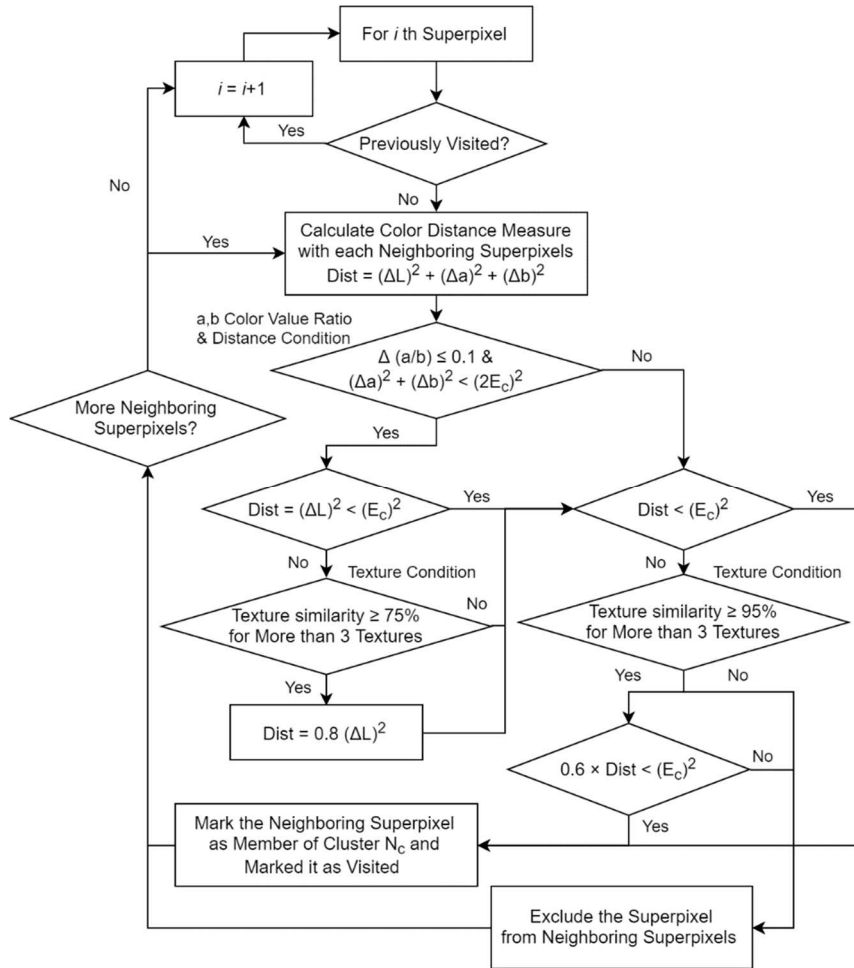 For i th Superpixel
i = i+1
Yes
Previously Visited?
No
No
Yes
Calculate Color Distance Measure
with each Neighboring Superpixels
Dist = (ΔL)² + (Δa)² + (Δb)²
a,b Color Value Ratio
& Distance Condition
Δ (a/b) ≤ 0.1 &
(Δa)² + (Δb)² < (2E_c)²
No
More Neighboring
Superpixels?
Yes
Dist = (ΔL)² < (E_c)²
Yes
Dist < (E_c)²
Yes
No
Texture Condition
No
Texture Condition
Texture similarity ≥ 75%
for More than 3 Textures
No
Texture similarity ≥ 95%
for More than 3 Textures
Yes
Yes
No
Dist = 0.8 (ΔL)²
0.6 × Dist < (E_c)²
No
Yes
Mark the Neighboring Superpixel
as Member of Cluster N_c and
Marked it as Visited
Exclude the Superpixel
from Neighboring Superpixels